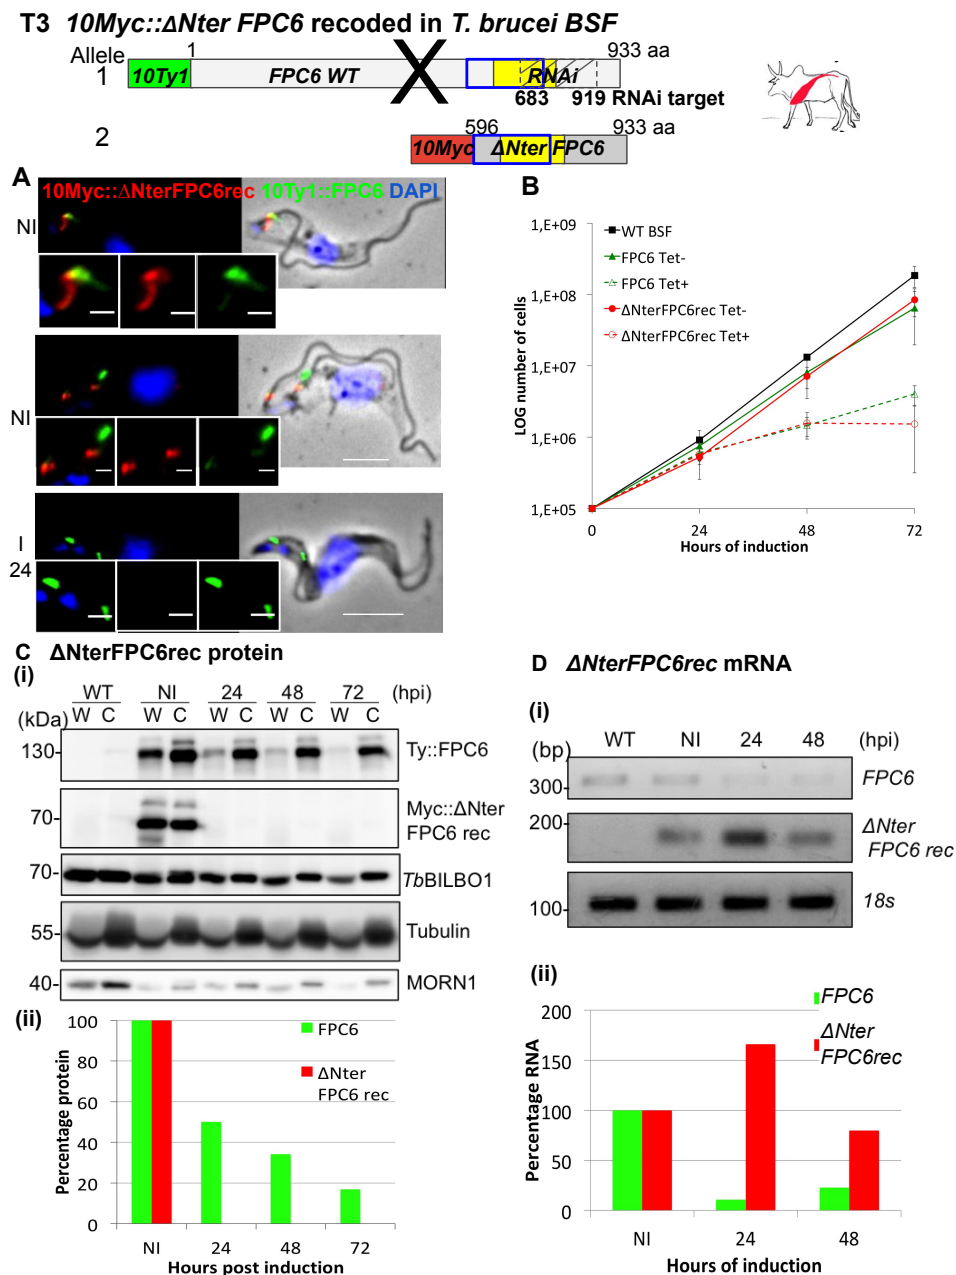 T3 10Myc::ΔNter FPC6 recoded in T. brucei BSF
Allele
1
933 aa
1
10Ty1
FPC6 WT
RNAi
683
919 RNAi target
2
596
933 aa
10Myc
ΔNter FPC6
A
10Myc::ΔNterFPC6rec 10Ty1::FPC6 DAPI
NI
NI
I
24
B
LOG number of cells
1,E+09
1,E+08
1,E+07
1,E+06
1,E+05
WT BSF
FPC6 Tet-
FPC6 Tet+
ΔNterFPC6rec Tet-
ΔNterFPC6rec Tet+
0
24
48
72
Hours of induction
C ΔNterFPC6rec protein
(i)
WT NI 24 48 72 (hpi)
(kDa) W C W C W C W C W C
130- Ty::FPC6
70- Myc::ΔNter
FPC6 rec
70- TbBILBO1
55- Tubulin
40- MORN1
(ii)
Percentage protein
100
80
60
40
20
0
FPC6
ΔNter
FPC6 rec
NI 24 48 72
Hours post induction
D ΔNterFPC6rec mRNA
(i)
(bp) WT NI 24 48 (hpi)
300- FPC6
200- ΔNter
FPC6 rec
100- 18s
(ii)
Percentage RNA
200
150
100
50
0
FPC6
ΔNter
FPC6rec
NI 24 48
Hours of induction